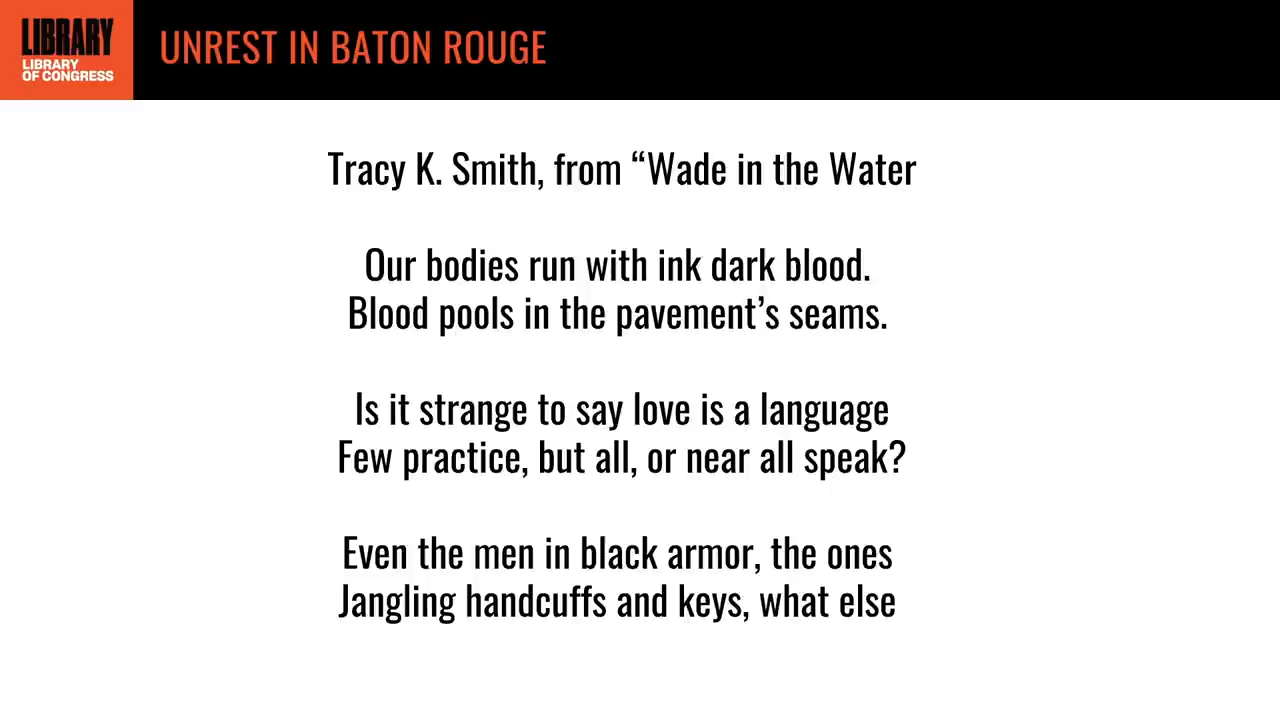 LIBRARY
LIBRARY
OF CONGRESS
UNREST IN BATON ROUGE
Tracy K. Smith, from “Wade in the Water
Our bodies run with ink dark blood.
Blood pools in the pavement’s seams.
Is it strange to say love is a language
Few practice, but all, or near all speak?
Even the men in black armor, the ones
Jangling handcuffs and keys, what else